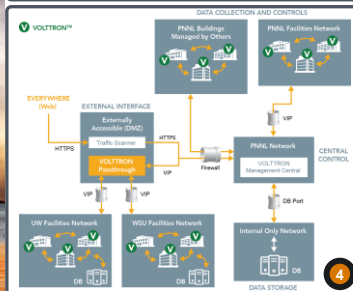 DATA COLLECTION AND CONTROLS
V VOLTTRON™
PNNL Buildings
Managed by Others
V
V
V
PNNL Facilities Network
V
V
V
EVERYWHERE
(Web)
EXTERNAL INTERFACE
Externally
Accessible (DMZ)
Traffic Scanner
VOLTTRON
Passthrough
HTTPS
HTTPS
VIP
Firewall
VIP
PNNL Network
VOLTTRON
Management Central
CENTRAL
CONTROL
VIP
VIP
DB Port
UW Facilities Network
V
V
V
DB
WSU Facilities Network
V
V
V
DB
Internal Only Network
DB
DATA STORAGE
4